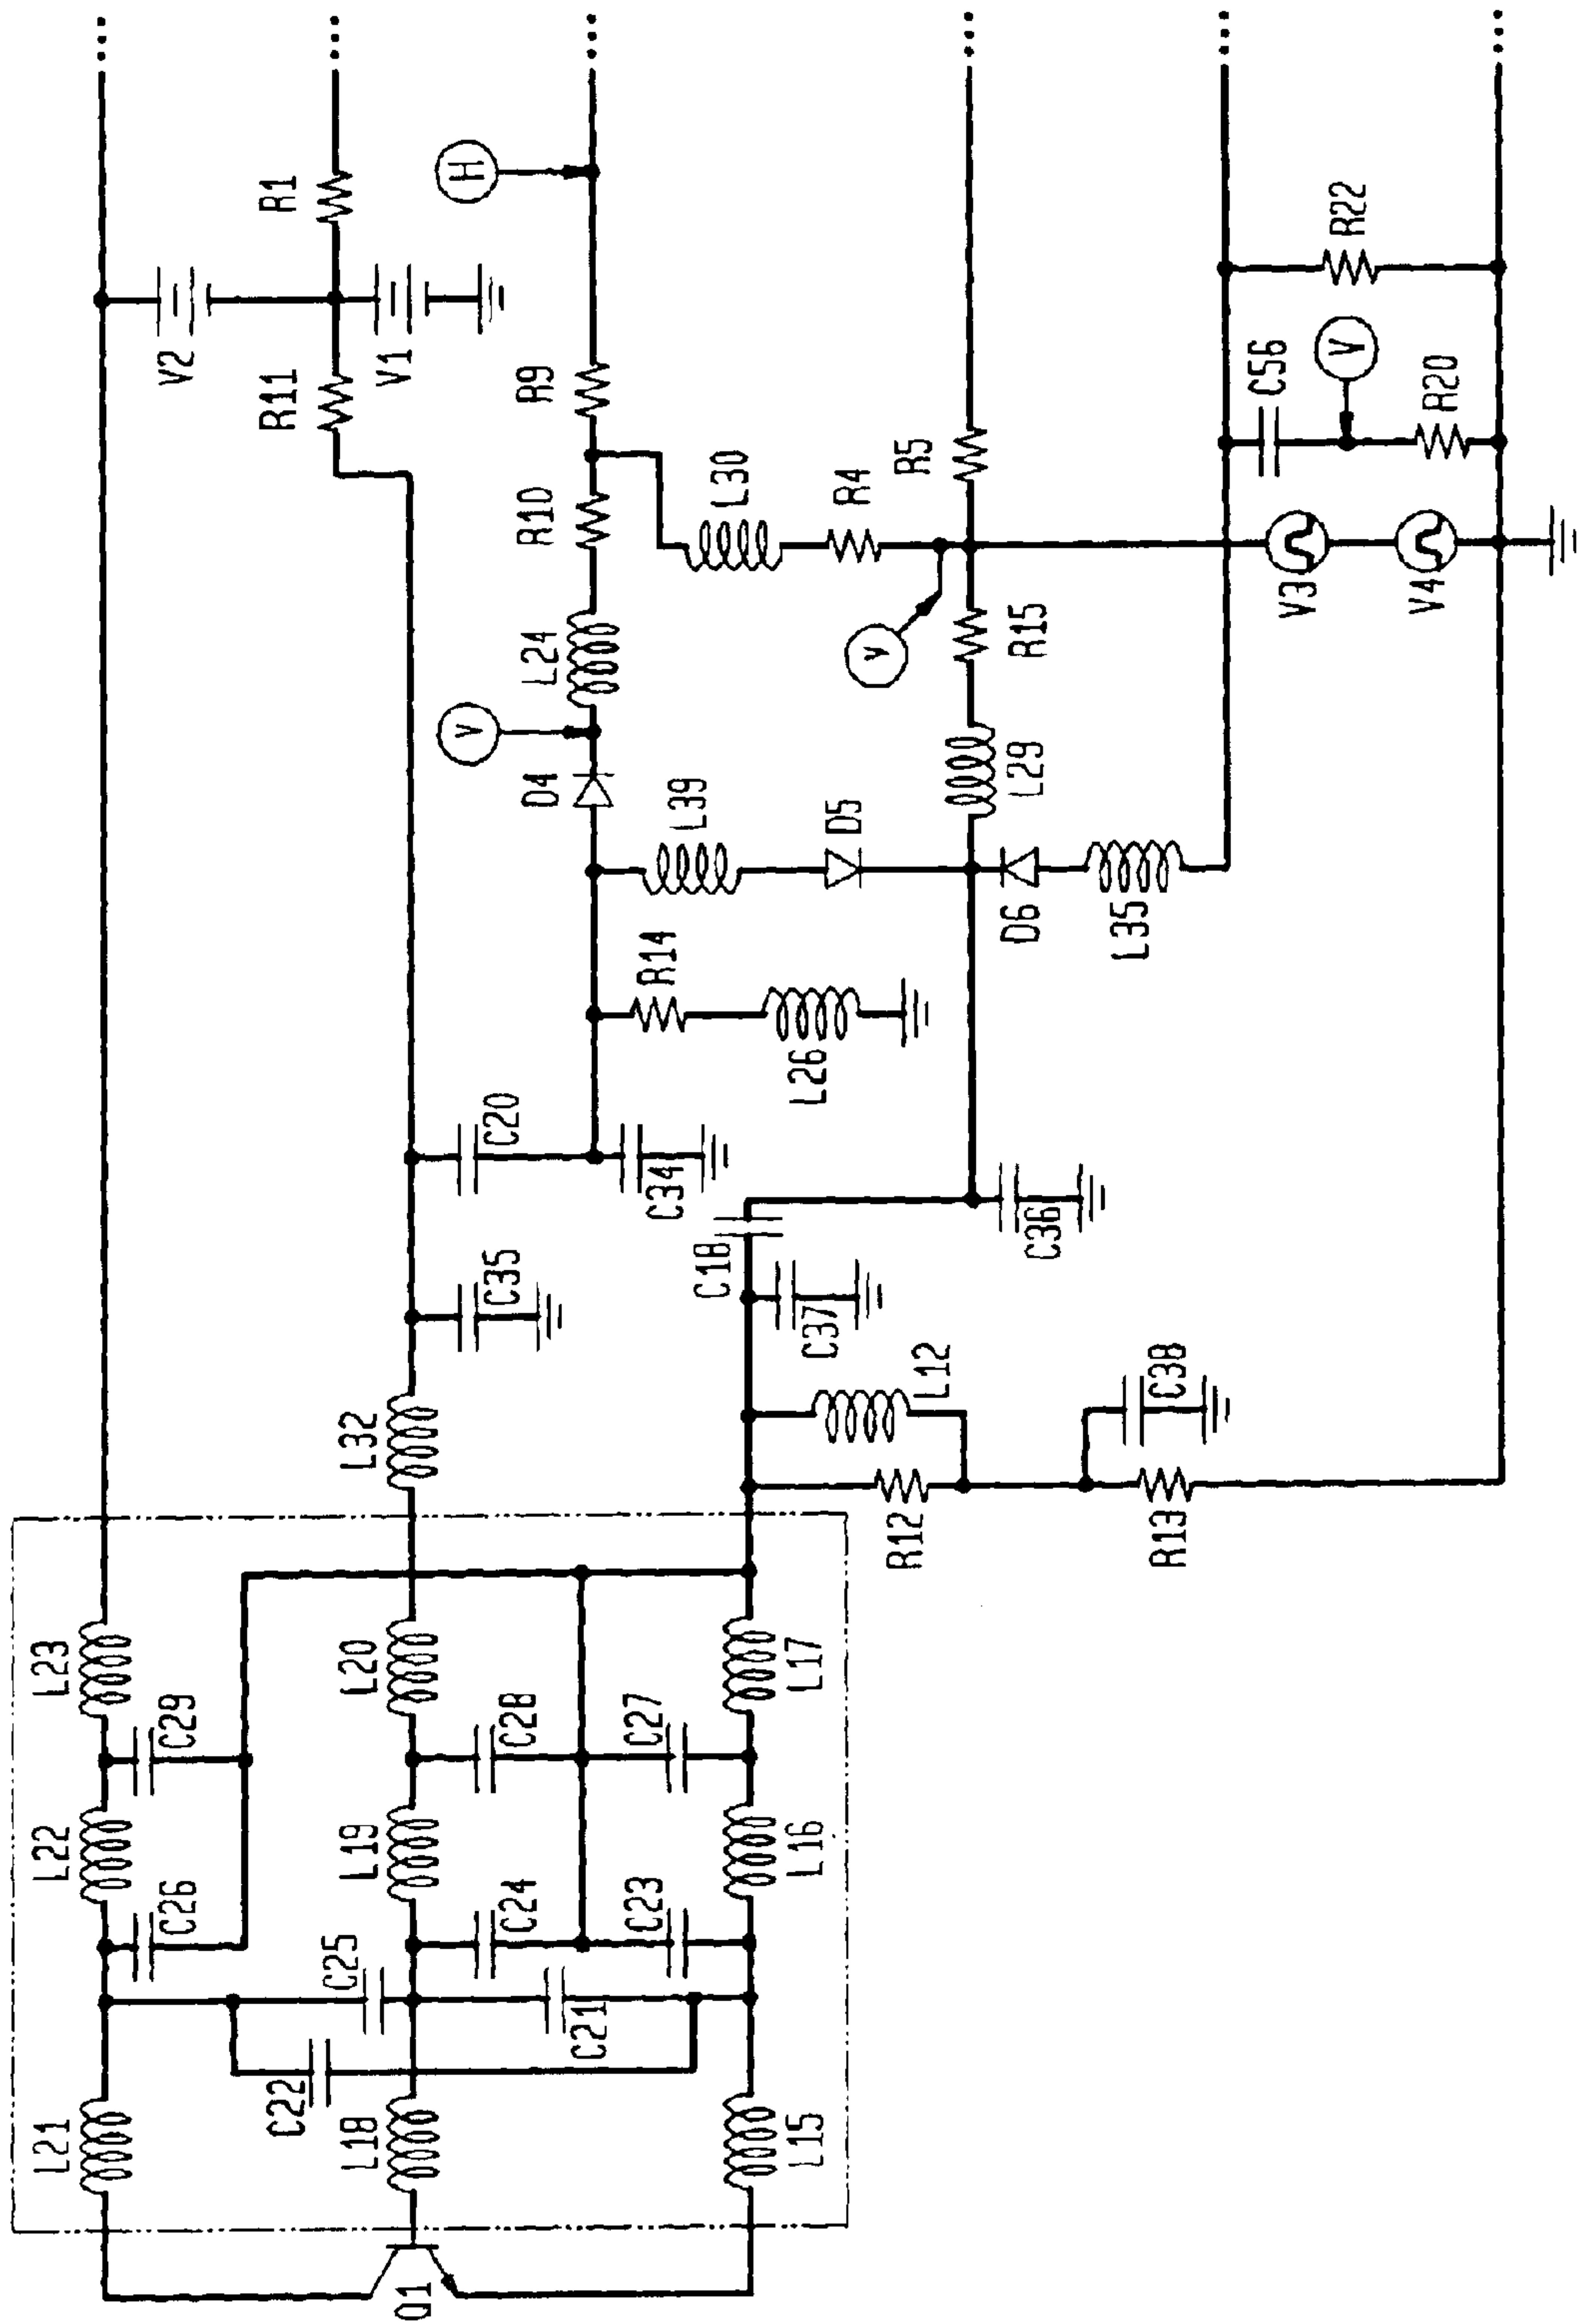 L21
L22
L23
C26
C29
V2
R1
R11
V1
C22
C25
L18
L19
L20
L32
Q1
C24
C28
C35
C20
H
V
D4
L24
R10
R9
C21
C23
C27
C34
R14
L39
L30
L15
L16
L17
C18
C37
L26
D5
V
R4
R5
R12
L12
C36
D6
L29
R15
R13
C38
L35
V3
C56
V
R22
V4
R20